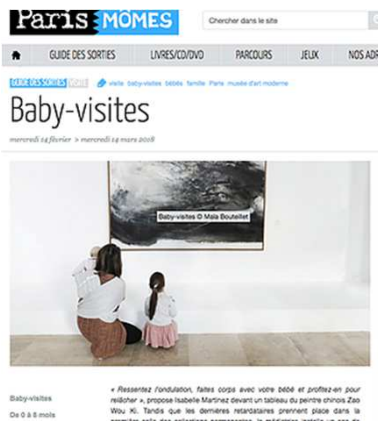 Paris MÔMES
Chercher dans le site
GUIDE DES SORTIES LIVRES/CD/DVD PARCOURS JEUX NOS ADR
GUIDE DES SORTIES VISITE visite baby-visites bébés famille Paris musée d'art moderne
Baby-visites
mercredi 14 février > mercredi 14 mars 2018
Baby-visites © Maïa Bouteillet
Baby-visites
De 0 à 8 mois
« Ressentez l'ondulation, faites corps avec votre bébé et profitez-en pour
relâcher », propose Isabelle Martinez devant un tableau du peintre chinois Zao
Wou Ki. Tandis que les dernières retardataires prennent place dans la